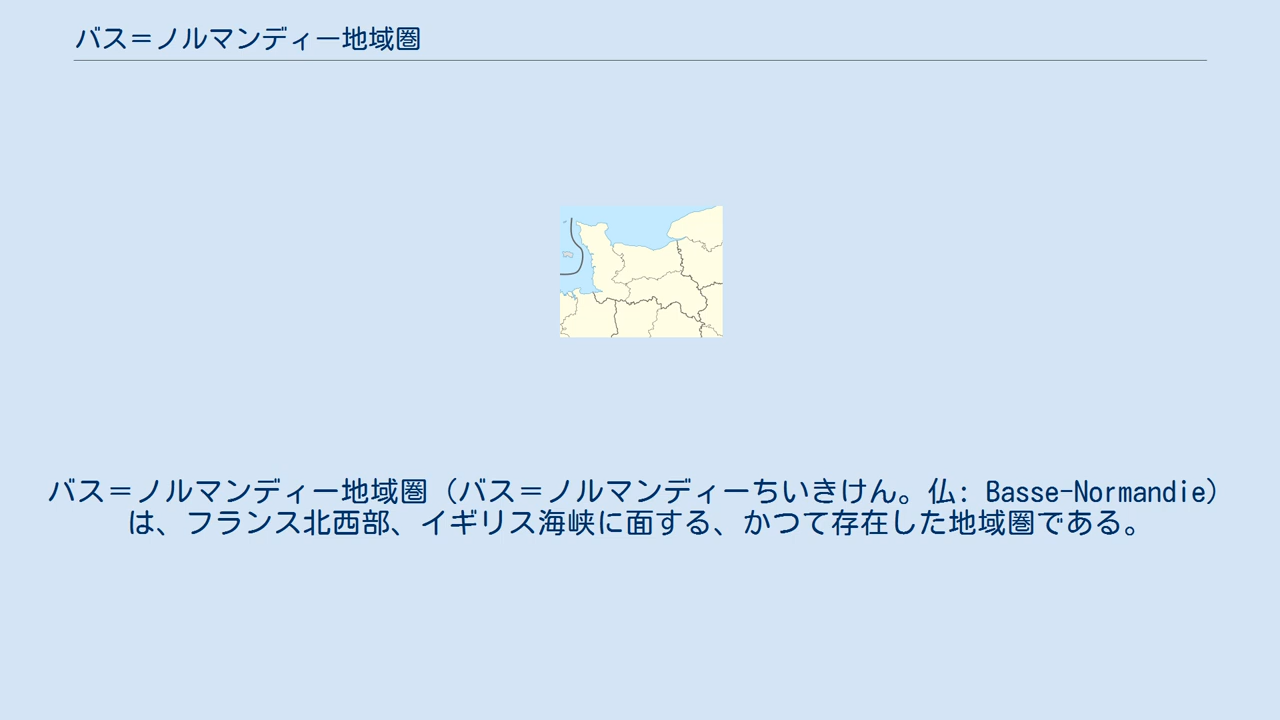 バス＝ノルマンディー地域圏
バス＝ノルマンディー地域圏（バス＝ノルマンディーちいきけん。仏: Basse-Normandie）
は、フランス北西部、イギリス海峡に面する、かつて存在した地域圏である。